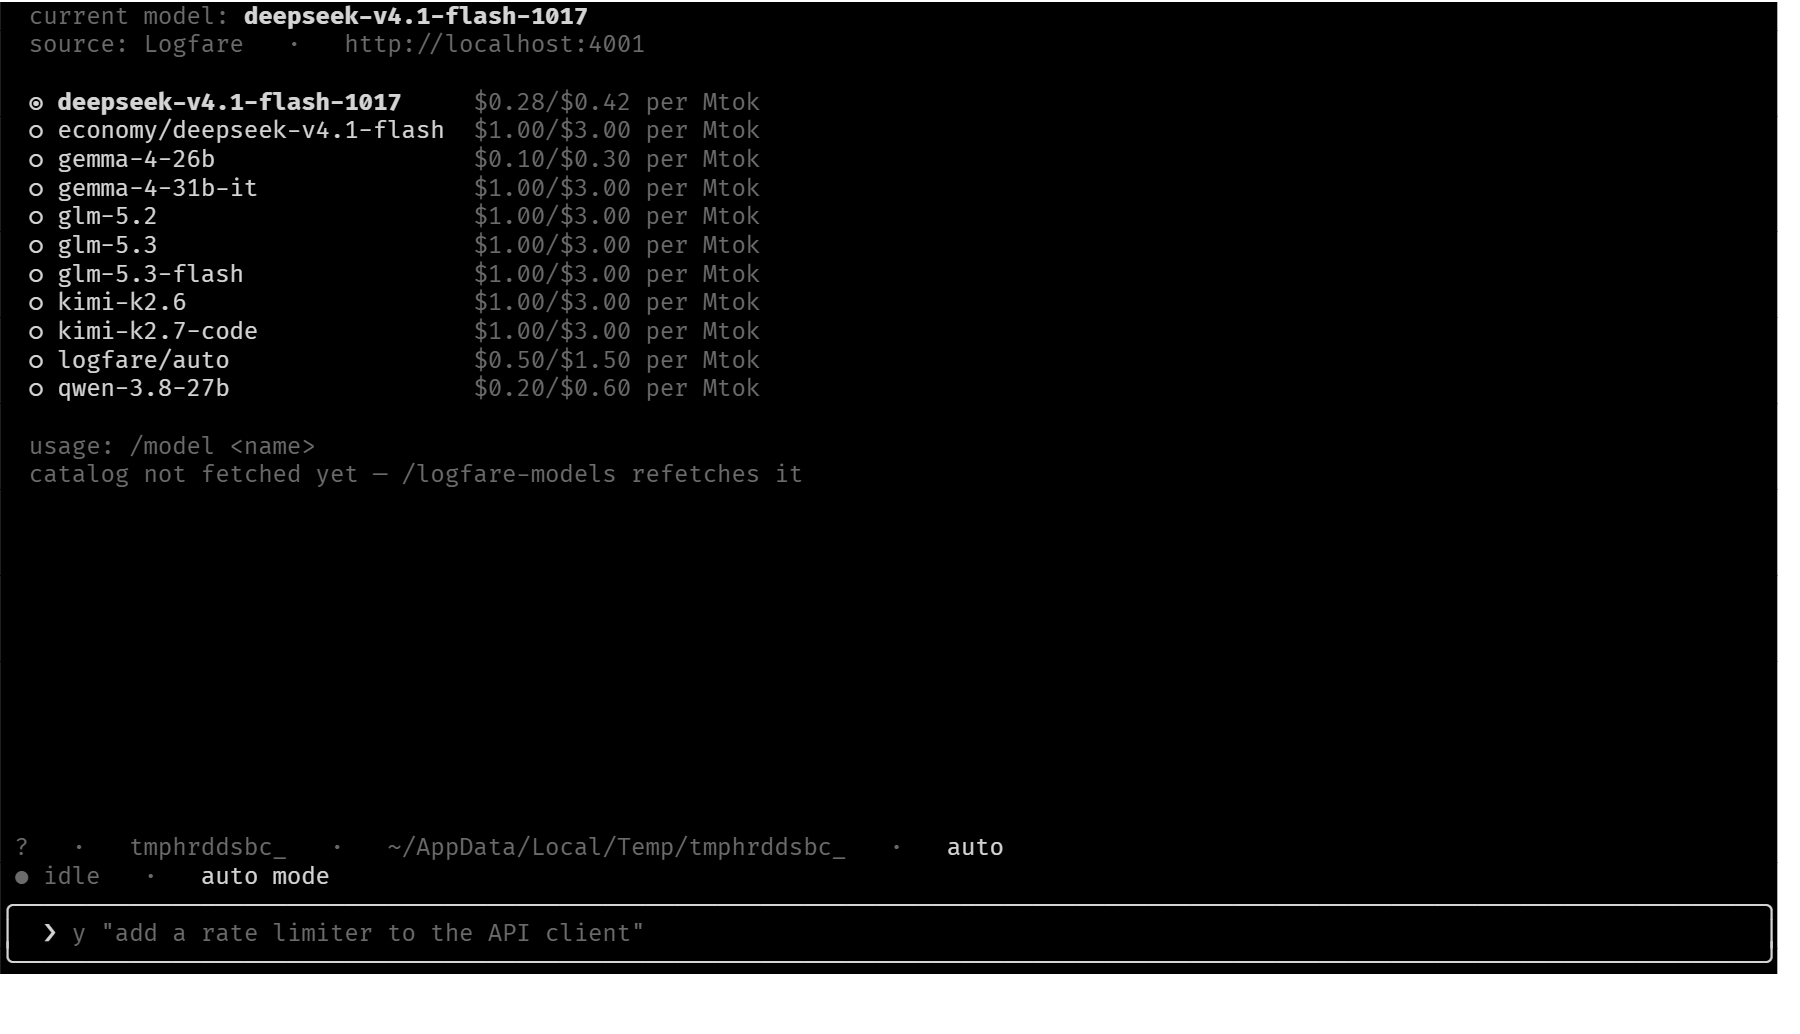 current model: deepseek-v4.1-flash-1017
source: Logfare · http://localhost:4001
◉ deepseek-v4.1-flash-1017 $0.28/$0.42 per Mtok
○ economy/deepseek-v4.1-flash $1.00/$3.00 per Mtok
○ gemma-4-26b $0.10/$0.30 per Mtok
○ gemma-4-31b-it $1.00/$3.00 per Mtok
○ glm-5.2 $1.00/$3.00 per Mtok
○ glm-5.3 $1.00/$3.00 per Mtok
○ glm-5.3-flash $1.00/$3.00 per Mtok
○ kimi-k2.6 $1.00/$3.00 per Mtok
○ kimi-k2.7-code $1.00/$3.00 per Mtok
○ logfare/auto $0.50/$1.50 per Mtok
○ qwen-3.8-27b $0.20/$0.60 per Mtok
usage: /model <name>
catalog not fetched yet — /logfare-models refetches it
? · tmphrddsbc_ · ~/AppData/Local/Temp/tmphrddsbc_ · auto
● idle · auto mode
❯ y "add a rate limiter to the API client"